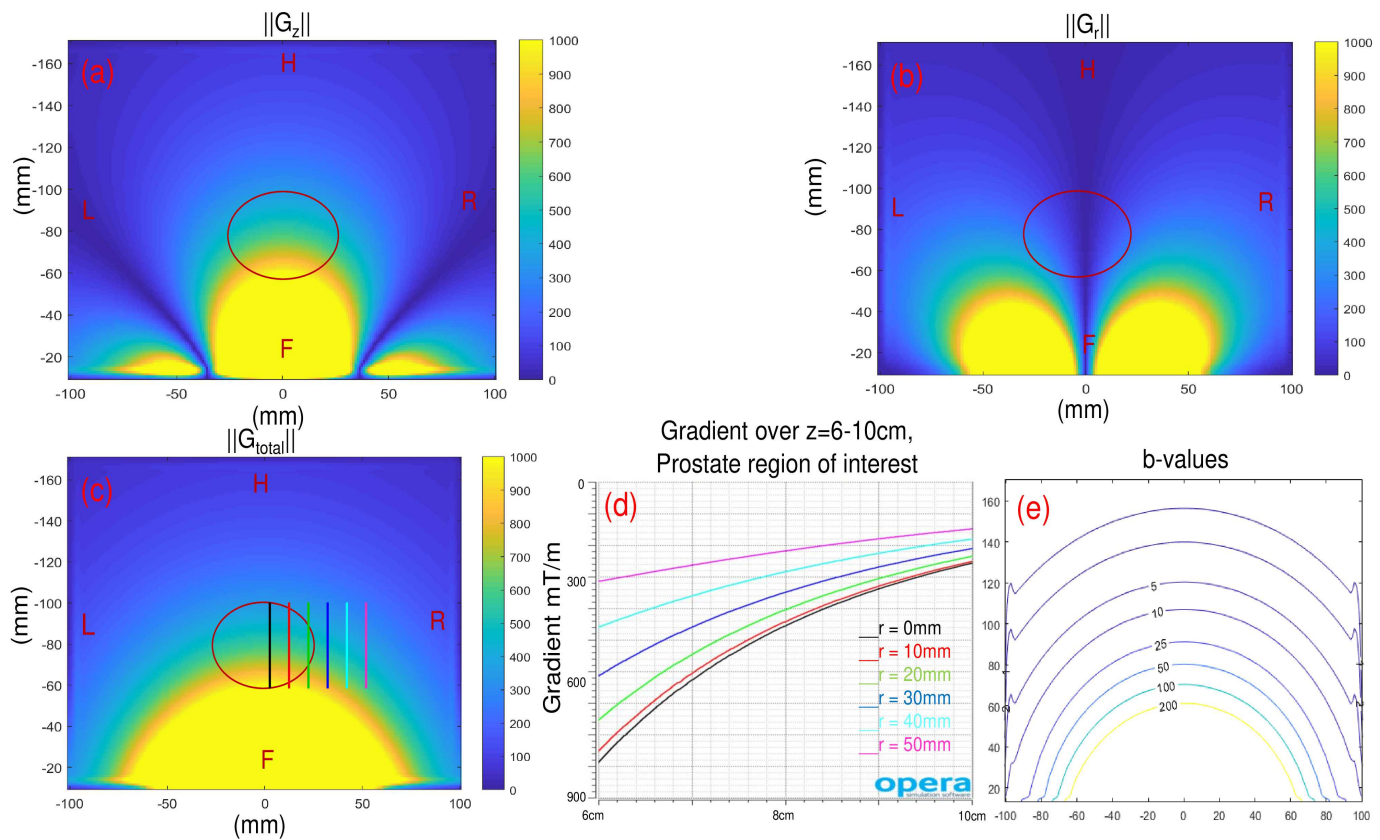 ||G_z||
(a)
H
L
R
F
-160
-140
-120
-100
-80
-60
-40
-20
(mm)
-100 -50 0 50 100
(mm)
1000
900
800
700
600
500
400
300
200
100
0
||G_r||
(b)
H
L
R
F
-160
-140
-120
-100
-80
-60
-40
-20
(mm)
-100 -50 0 50 100
(mm)
1000
900
800
700
600
500
400
300
200
100
0
||G_total||
(c)
H
L
R
F
-160
-140
-120
-100
-80
-60
-40
-20
(mm)
-100 -50 0 50 100
(mm)
1000
900
800
700
600
500
400
300
200
100
0
Gradient over z=6-10cm,
Prostate region of interest
(d)
Gradient mT/m
0
300
600
900
6cm 8cm 10cm
r = 0mm
r = 10mm
r = 20mm
r = 30mm
r = 40mm
r = 50mm
opera
simulation software
b-values
(e)
160
140
120
100
80
60
40
20
5
10
25
50
100
200
2
2
-100 -80 -60 -40 -20 0 20 40 60 80 100